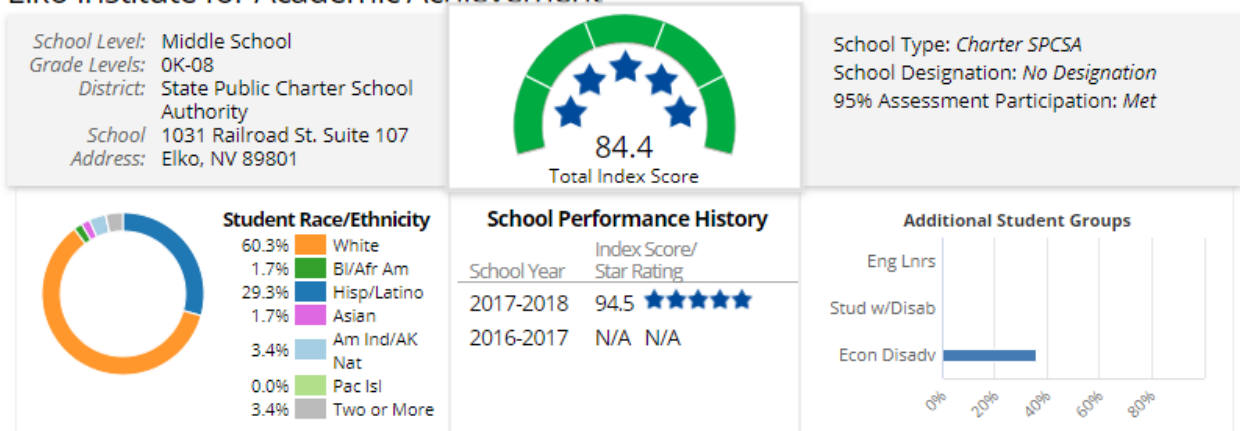 Elko Institute for Academic Achievement
School Level: Middle School
Grade Levels: 0K-08
District: State Public Charter School
Authority
School 1031 Railroad St. Suite 107
Address: Elko, NV 89801
84.4
Total Index Score
School Type: Charter SPCSA
School Designation: No Designation
95% Assessment Participation: Met
Student Race/Ethnicity
60.3% White
1.7% Bl/Afr Am
29.3% Hisp/Latino
1.7% Asian
3.4% Am Ind/AK
Nat
0.0% Pac Isl
3.4% Two or More
School Performance History
Index Score/
School Year Star Rating
2017-2018 94.5
2016-2017 N/A N/A
Additional Student Groups
Eng Lnrs
Stud w/Disab
Econ Disadv
0% 20% 40% 60% 80%